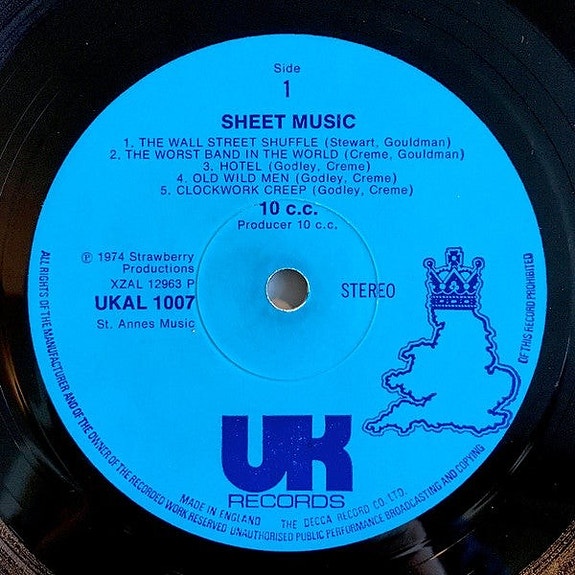 Side
1
SHEET MUSIC
1. THE WALL STREET SHUFFLE (Stewart, Gouldman)
2. THE WORST BAND IN THE WORLD (Creme, Gouldman)
3. HOTEL (Godley, Creme)
4. OLD WILD MEN (Godley, Creme)
5. CLOCKWORK CREEP (Godley, Creme)
10 c.c.
Producer 10 c.c.
℗ 1974 Strawberry
Productions
XZAL 12963 P
UKAL 1007
St. Annes Music
STEREO
UK
RECORDS
MADE IN ENGLAND THE DECCA RECORD CO. LTD.
ALL RIGHTS OF THE MANUFACTURER AND OF THE OWNER OF THE RECORDED WORK RESERVED UNAUTHORISED PUBLIC PERFORMANCE BROADCASTING AND COPYING OF THIS RECORD PROHIBITED